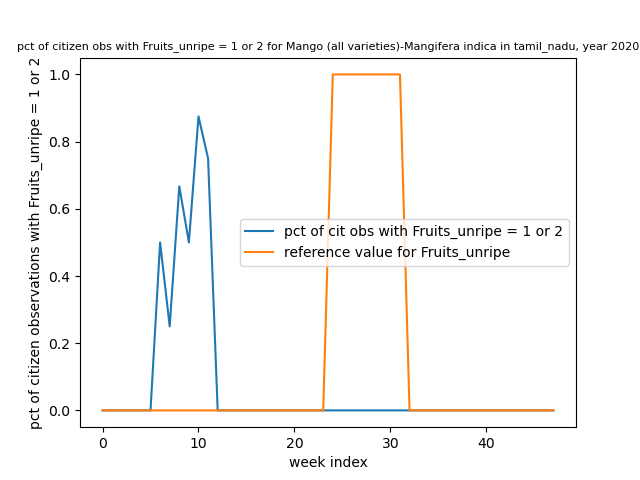 pct of citizen obs with Fruits_unripe = 1 or 2 for Mango (all varieties)-Mangifera indica in tamil_nadu, year 2020
pct of citizen observations with Fruits_unripe = 1 or 2
1.0
0.8
0.6
0.4
0.2
0.0
pct of cit obs with Fruits_unripe = 1 or 2
reference value for Fruits_unripe
0 10 20 30 40
week index